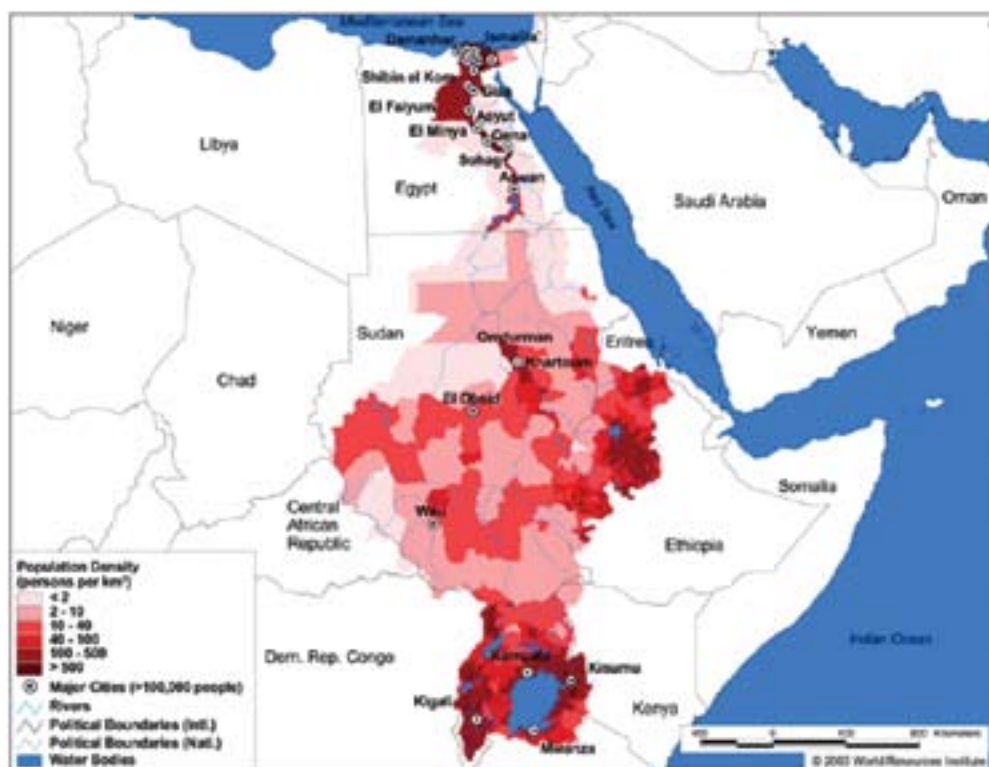 Mediterranean Sea
Damanhur
Ismailia
Shibin el Kom
Giza
El Faiyum
Asyut
El Minya
Qena
Sohag
Aswan
Libya
Egypt
Red Sea
Saudi Arabia
Oman
Niger
Chad
Sudan
Omdurman
Khartoum
Eritrea
Yemen
El Obeid
Central
African
Republic
Wau
Somalia
Ethiopia
Dem. Rep. Congo
Kampala
Kisumu
Kigali
Mwanza
Kenya
Indian Ocean
Population Density
(persons per km²)
< 2
2 - 10
10 - 40
40 - 100
100 - 500
> 500
Major Cities (>100,000 people)
Rivers
Political Boundaries (Intl.)
Political Boundaries (Natl.)
Water Bodies
Kilometers
© 2003 World Resources Institute